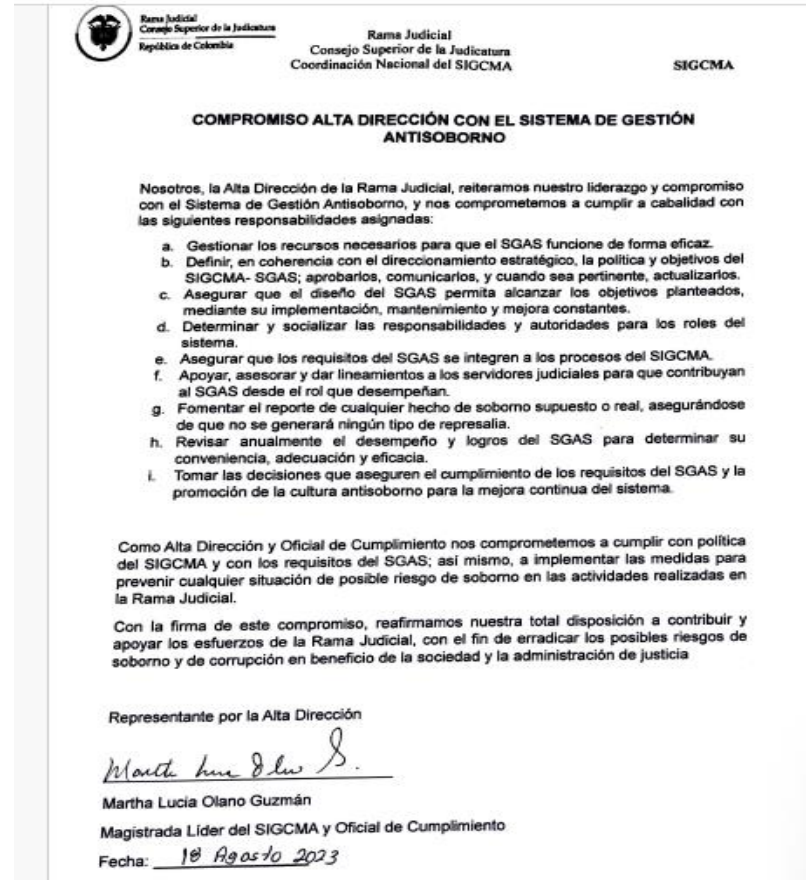 Rama Judicial
Consejo Superior de la Judicatura
República de Colombia
Rama Judicial
Consejo Superior de la Judicatura
Coordinación Nacional del SIGCMA
SIGCMA
COMPROMISO ALTA DIRECCIÓN CON EL SISTEMA DE GESTIÓN
ANTISOBORNO
Nosotros, la Alta Dirección de la Rama Judicial, reiteramos nuestro liderazgo y compromiso
con el Sistema de Gestión Antisoborno, y nos comprometemos a cumplir a cabalidad con
las siguientes responsabilidades asignadas:
a. Gestionar los recursos necesarios para que el SGAS funcione de forma eficaz.
b. Definir, en coherencia con el direccionamiento estratégico, la política y objetivos del
SIGCMA- SGAS; aprobarlos, comunicarlos, y cuando sea pertinente, actualizarlos.
c. Asegurar que el diseño del SGAS permita alcanzar los objetivos planteados,
mediante su implementación, mantenimiento y mejora constantes.
d. Determinar y socializar las responsabilidades y autoridades para los roles del
sistema.
e. Asegurar que los requisitos del SGAS se integren a los procesos del SIGCMA.
f. Apoyar, asesorar y dar lineamientos a los servidores judiciales para que contribuyan
al SGAS desde el rol que desempeñan.
g. Fomentar el reporte de cualquier hecho de soborno supuesto o real, asegurándose
de que no se generará ningún tipo de represalia.
h. Revisar anualmente el desempeño y logros del SGAS para determinar su
conveniencia, adecuación y eficacia.
i. Tomar las decisiones que aseguren el cumplimiento de los requisitos del SGAS y la
promoción de la cultura antisoborno para la mejora continua del sistema.
Como Alta Dirección y Oficial de Cumplimiento nos comprometemos a cumplir con política
del SIGCMA y con los requisitos del SGAS; así mismo, a implementar las medidas para
prevenir cualquier situación de posible riesgo de soborno en las actividades realizadas en
la Rama Judicial.
Con la firma de este compromiso, reafirmamos nuestra total disposición a contribuir y
apoyar los esfuerzos de la Rama Judicial, con el fin de erradicar los posibles riesgos de
soborno y de corrupción en beneficio de la sociedad y la administración de justicia
Representante por la Alta Dirección
Martha Lucia Olano Guzmán
Magistrada Líder del SIGCMA y Oficial de Cumplimiento
Fecha: 18 Agosto 2023